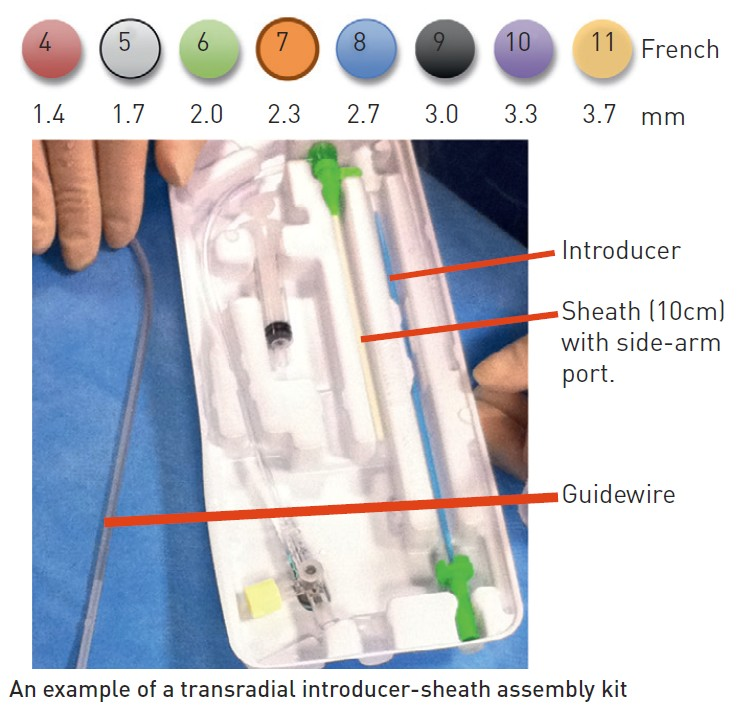 4 5 6 7 8 9 10 11 French
1.4 1.7 2.0 2.3 2.7 3.0 3.3 3.7 mm
Introducer
Sheath (10cm)
with side-arm
port.
Guidewire
An example of a transradial introducer-sheath assembly kit